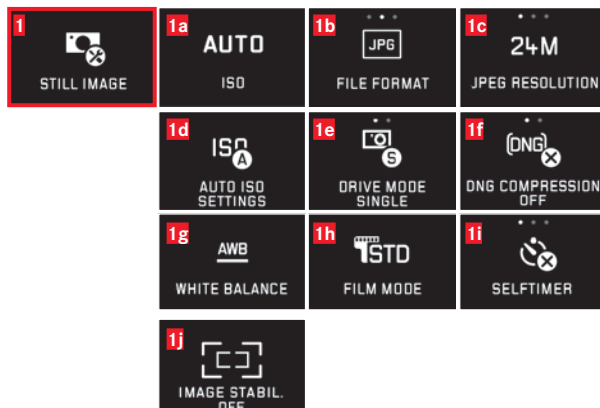 1
STILL IMAGE
1a
AUTO
ISO
1b
JPG
FILE FORMAT
1c
24M
JPEG RESOLUTION
1d
ISO
A
AUTO ISO
SETTINGS
1e
S
DRIVE MODE
SINGLE
1f
(DNG)
DNG COMPRESSION
OFF
1g
AWB
WHITE BALANCE
1h
STD
FILM MODE
1i
SELFTIMER
1j
IMAGE STABIL.
OFF